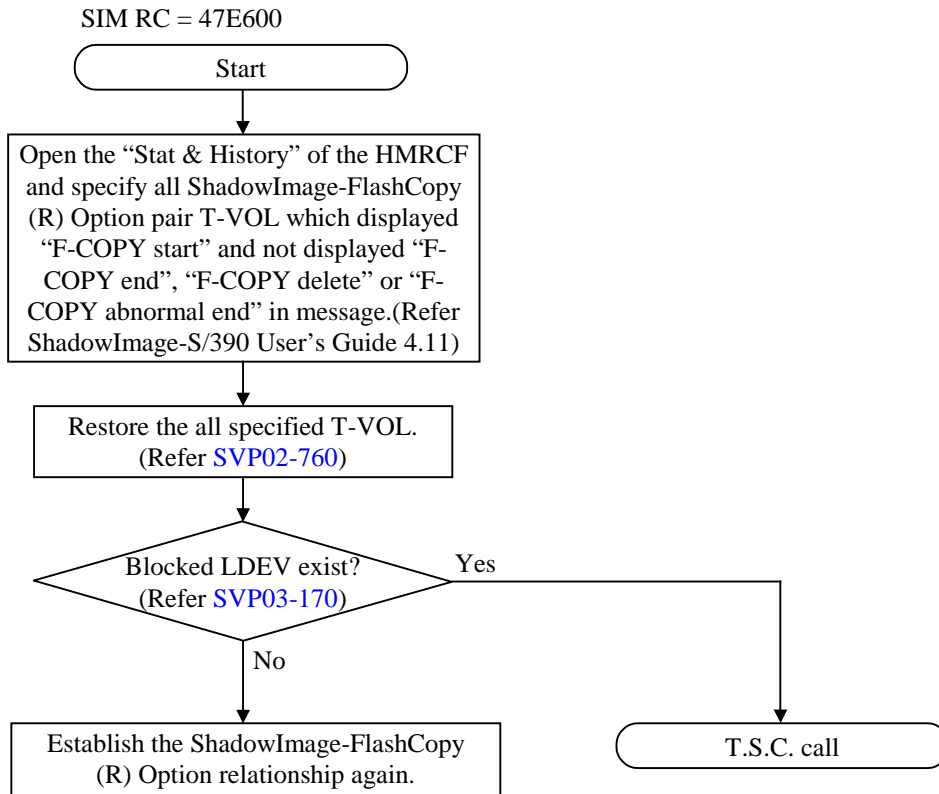 SIM RC = 47E600
Start
Open the “Stat & History” of the HMRCF
and specify all ShadowImage-FlashCopy
(R) Option pair T-VOL which displayed
“F-COPY start” and not displayed “F-
COPY end”, “F-COPY delete” or “F-
COPY abnormal end” in message.(Refer
ShadowImage-S/390 User’s Guide 4.11)
Restore the all specified T-VOL.
(Refer SVP02-760)
Blocked LDEV exist?
(Refer SVP03-170)
Yes
No
Establish the ShadowImage-FlashCopy
(R) Option relationship again.
T.S.C. call